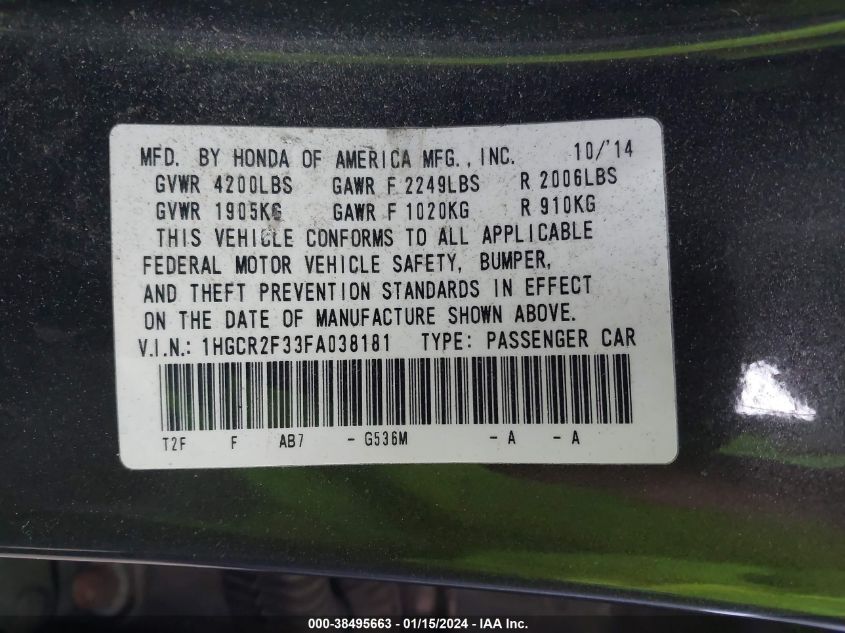 MFD. BY HONDA OF AMERICA MFG., INC. 10/'14
GVWR 4200LBS GAWR F 2249LBS R 2006LBS
GVWR 1905KG GAWR F 1020KG R 910KG
THIS VEHICLE CONFORMS TO ALL APPLICABLE
FEDERAL MOTOR VEHICLE SAFETY, BUMPER,
AND THEFT PREVENTION STANDARDS IN EFFECT
ON THE DATE OF MANUFACTURE SHOWN ABOVE.
V.I.N.: 1HGCR2F33FA038181 TYPE: PASSENGER CAR
T2F F AB7 - G536M - A - A
000-38495663 - 01/15/2024 - IAA Inc.